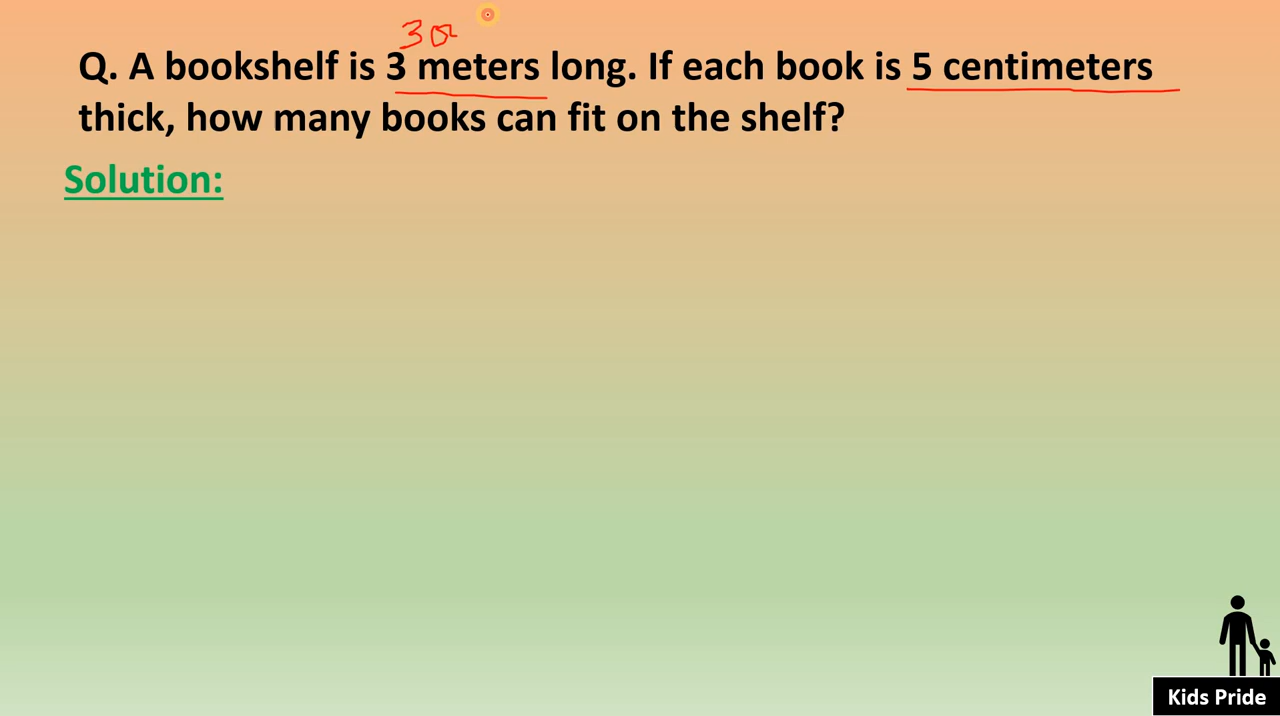 30
Q. A bookshelf is 3 meters long. If each book is 5 centimeters
thick, how many books can fit on the shelf?
Solution:
Kids Pride